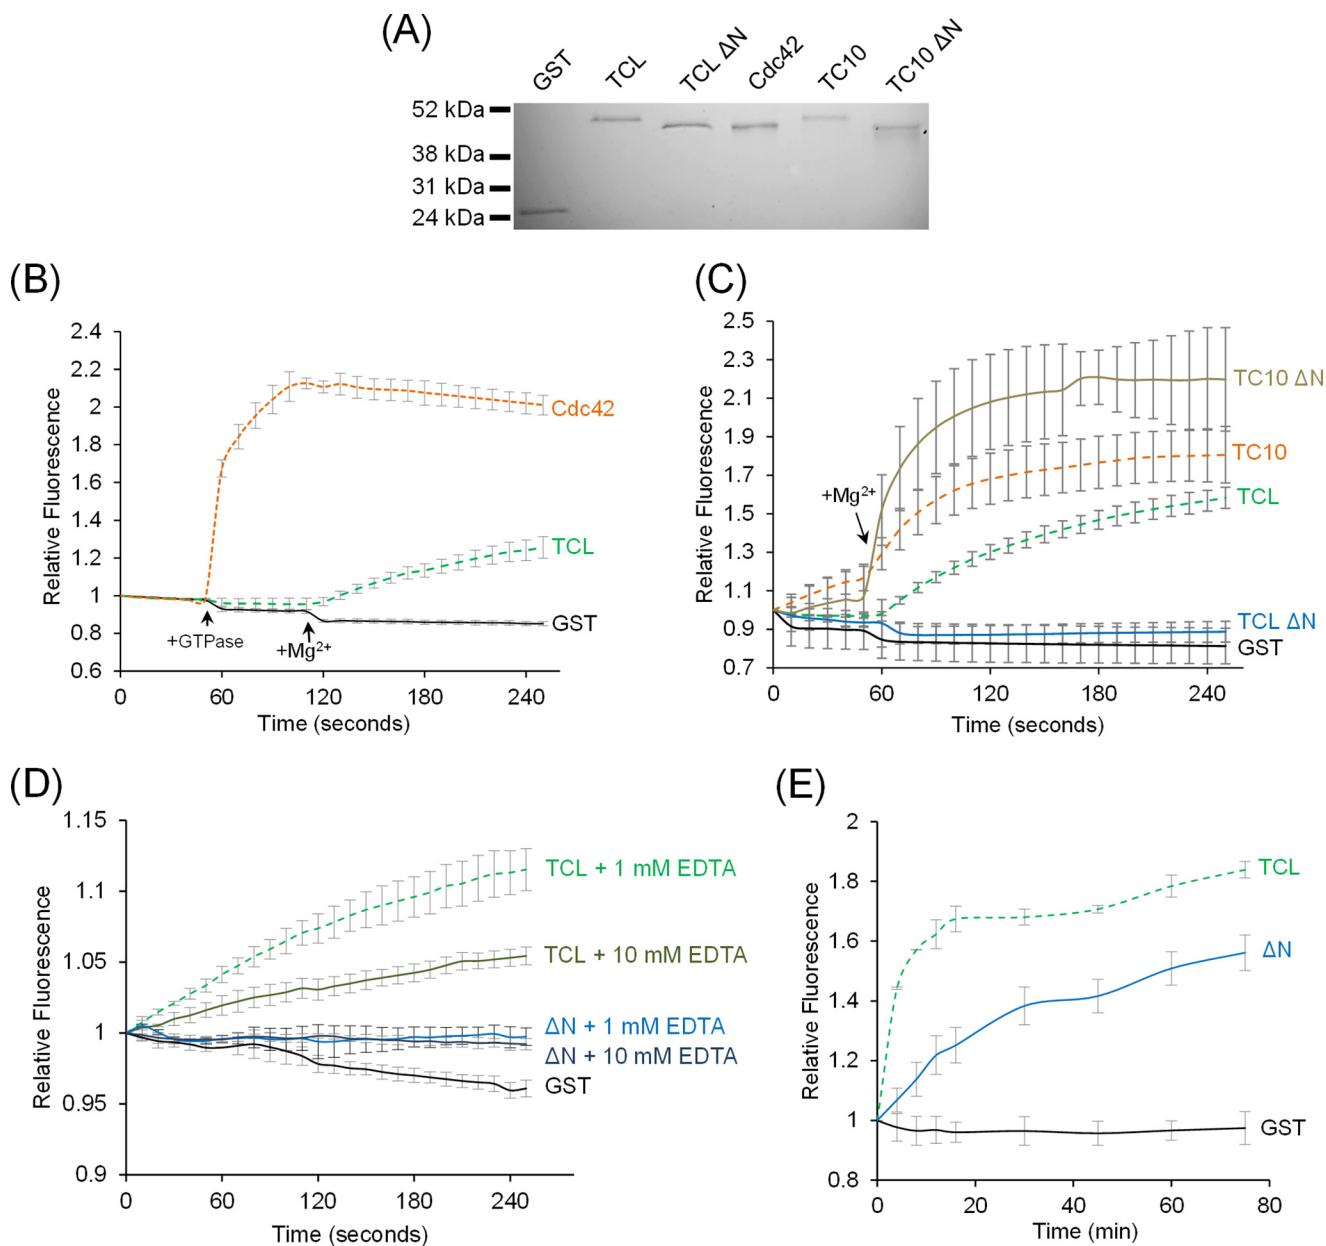 (A)
GST
TCL
TCL ΔN
Cdc42
TC10
TC10 ΔN
52 kDa
38 kDa
31 kDa
24 kDa
(B)
Relative Fluorescence
2.4
2.2
2
1.8
1.6
1.4
1.2
1
0.8
0.6
Cdc42
TCL
GST
+GTPase
+Mg²⁺
0
60
120
180
240
Time (seconds)
(C)
Relative Fluorescence
2.5
2.3
2.1
1.9
1.7
1.5
1.3
1.1
0.9
0.7
+Mg²⁺
TC10 ΔN
TC10
TCL
TCL ΔN
GST
0
60
120
180
240
Time (seconds)
(D)
Relative Fluorescence
1.15
1.1
1.05
1
0.95
0.9
TCL + 1 mM EDTA
TCL + 10 mM EDTA
ΔN + 1 mM EDTA
ΔN + 10 mM EDTA
GST
0
60
120
180
240
Time (seconds)
(E)
Relative Fluorescence
2
1.8
1.6
1.4
1.2
1
0.8
TCL
ΔN
GST
0
20
40
60
80
Time (min)